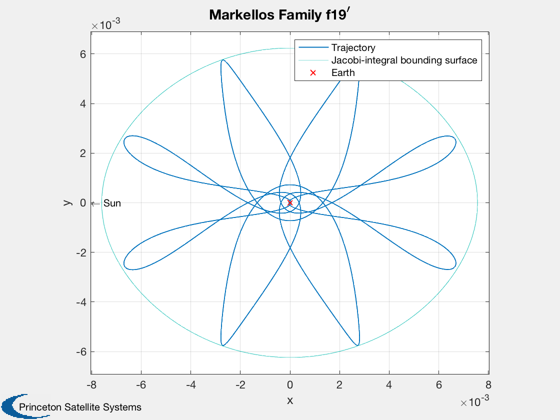 Markellos Family f19′
×10⁻³
Trajectory
Jacobi-integral bounding surface
Earth
6
4
2
0
-2
-4
-6
y
← Sun
-8 -6 -4 -2 0 2 4 6 8
x
×10⁻³
Princeton Satellite Systems